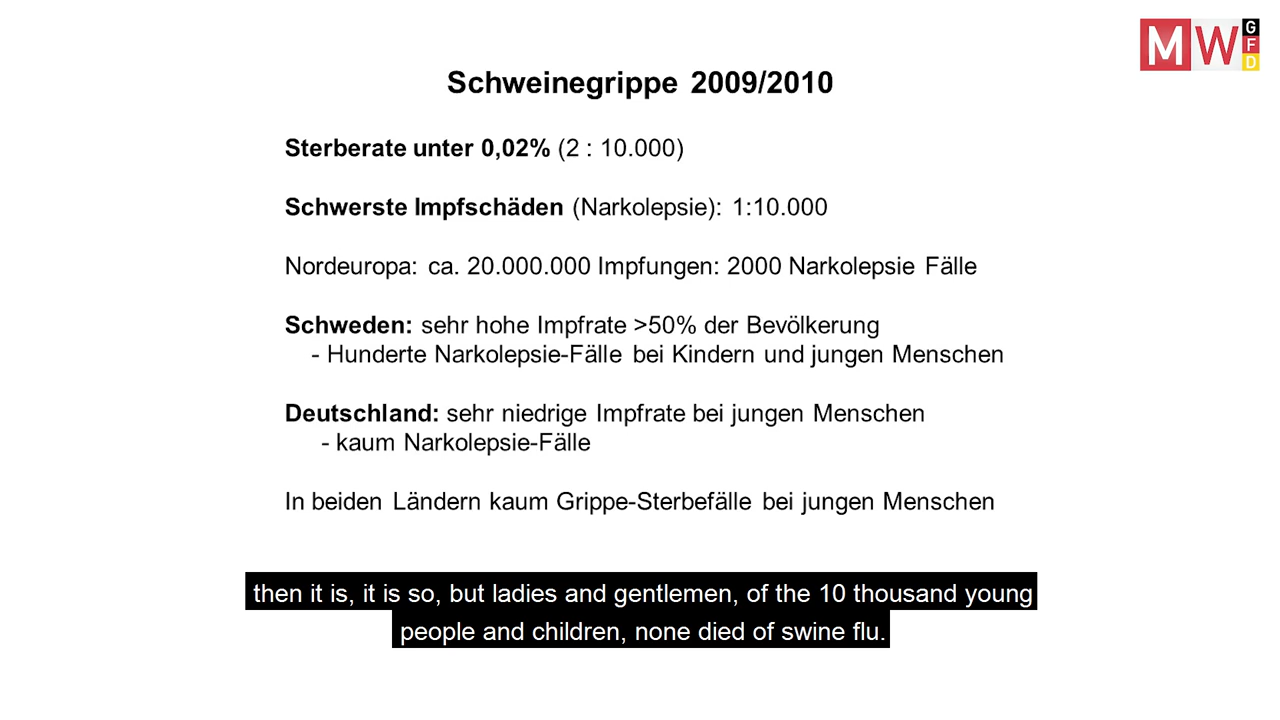 MWGFD
Schweinegrippe 2009/2010
Sterberate unter 0,02% (2 : 10.000)
Schwerste Impfschäden (Narkolepsie): 1:10.000
Nordeuropa: ca. 20.000.000 Impfungen: 2000 Narkolepsie Fälle
Schweden: sehr hohe Impfrate >50% der Bevölkerung
- Hunderte Narkolepsie-Fälle bei Kindern und jungen Menschen
Deutschland: sehr niedrige Impfrate bei jungen Menschen
- kaum Narkolepsie-Fälle
In beiden Ländern kaum Grippe-Sterbefälle bei jungen Menschen
then it is, it is so, but ladies and gentlemen, of the 10 thousand young
people and children, none died of swine flu.